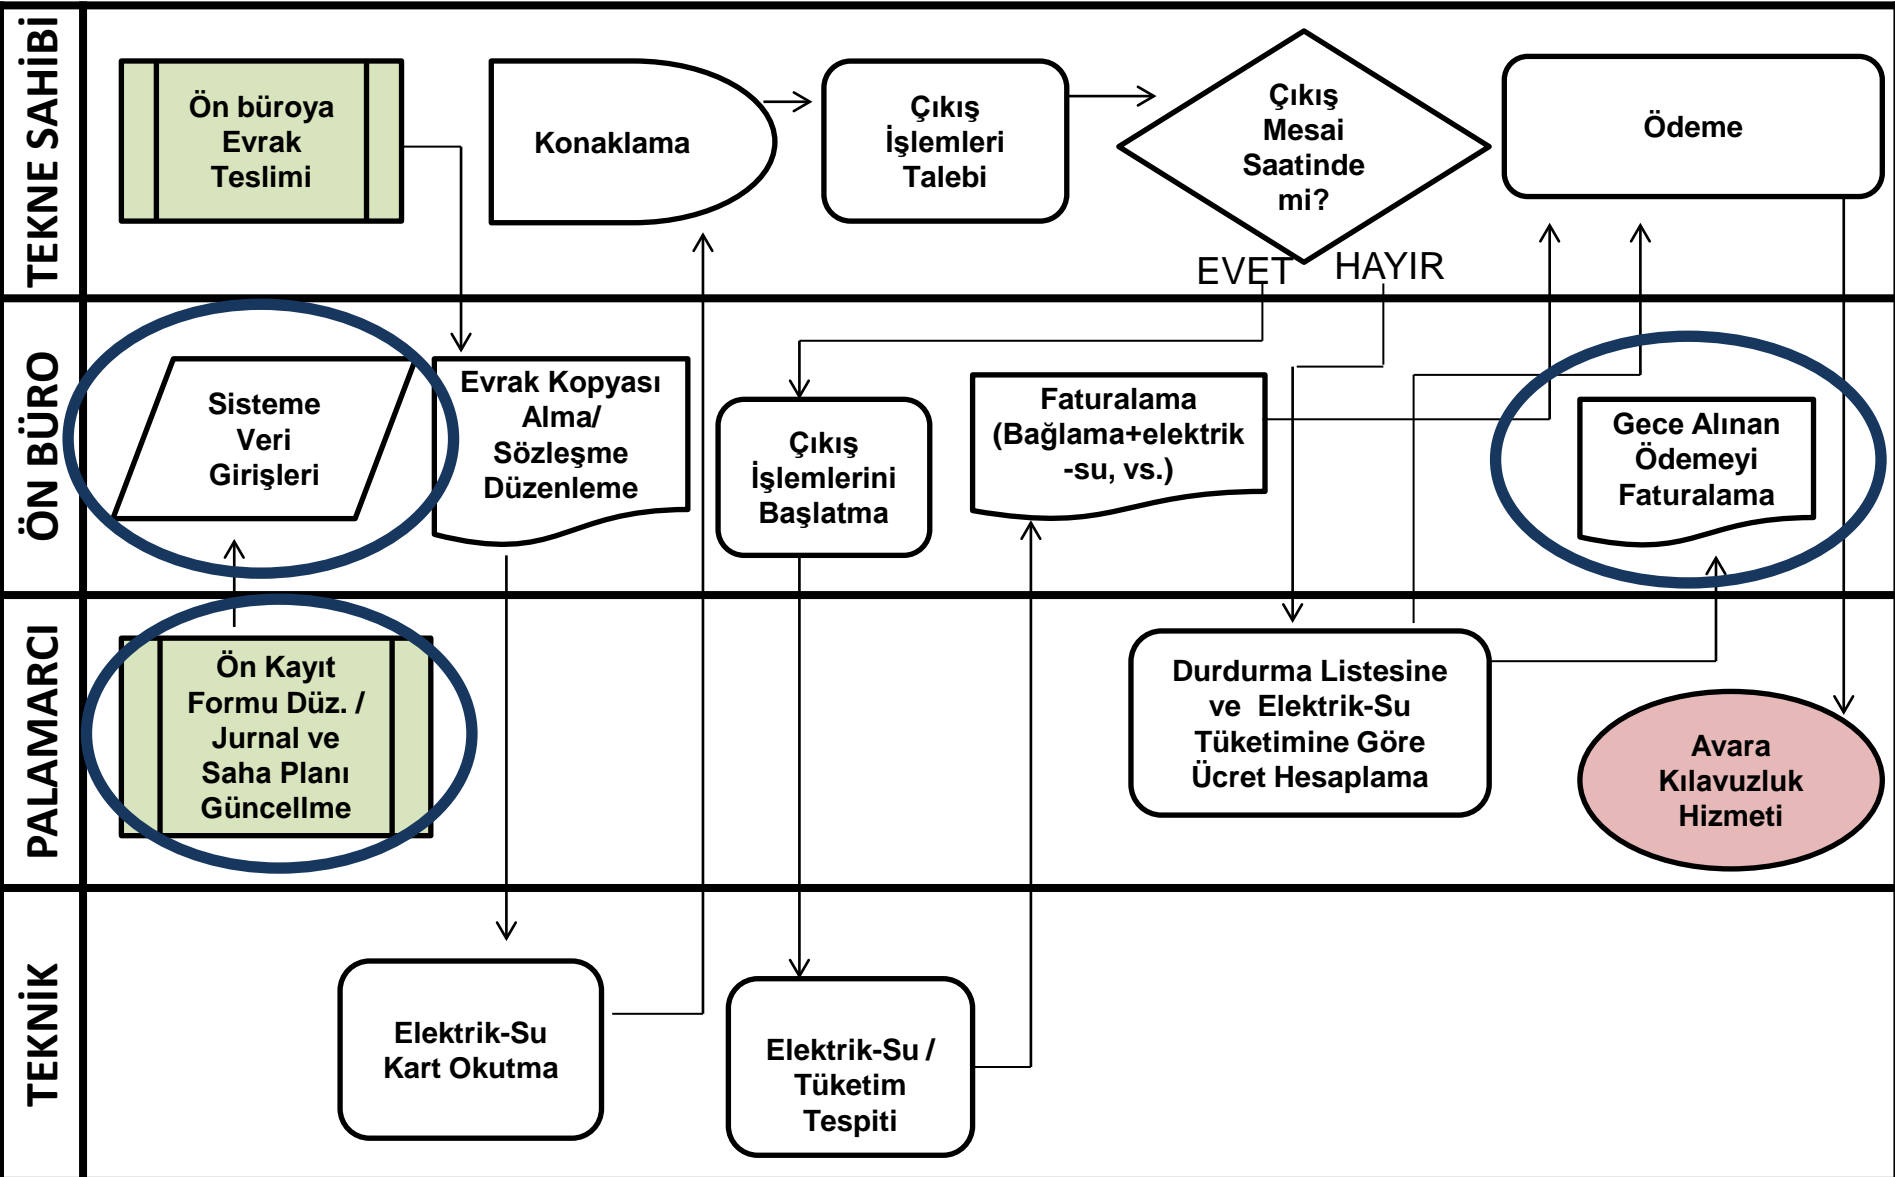 TEKNE SAHİBİ
Ön büroya
Evrak
Teslimi
Konaklama
Çıkış
İşlemleri
Talebi
Çıkış
Mesai
Saatinde
mi?
Ödeme
EVET
HAYIR
ÖN BÜRO
Sisteme
Veri
Girişleri
Evrak Kopyası
Alma/
Sözleşme
Düzenleme
Çıkış
İşlemlerini
Başlatma
Faturalama
(Bağlama+elektrik
-su, vs.)
Gece Alınan
Ödemeyi
Faturalama
PALAMARCI
Ön Kayıt
Formu Düz. /
Jurnal ve
Saha Planı
Güncellme
Durdurma Listesine
ve Elektrik-Su
Tüketimine Göre
Ücret Hesaplama
Avara
Kılavuzluk
Hizmeti
TEKNİK
Elektrik-Su
Kart Okutma
Elektrik-Su /
Tüketim
Tespiti